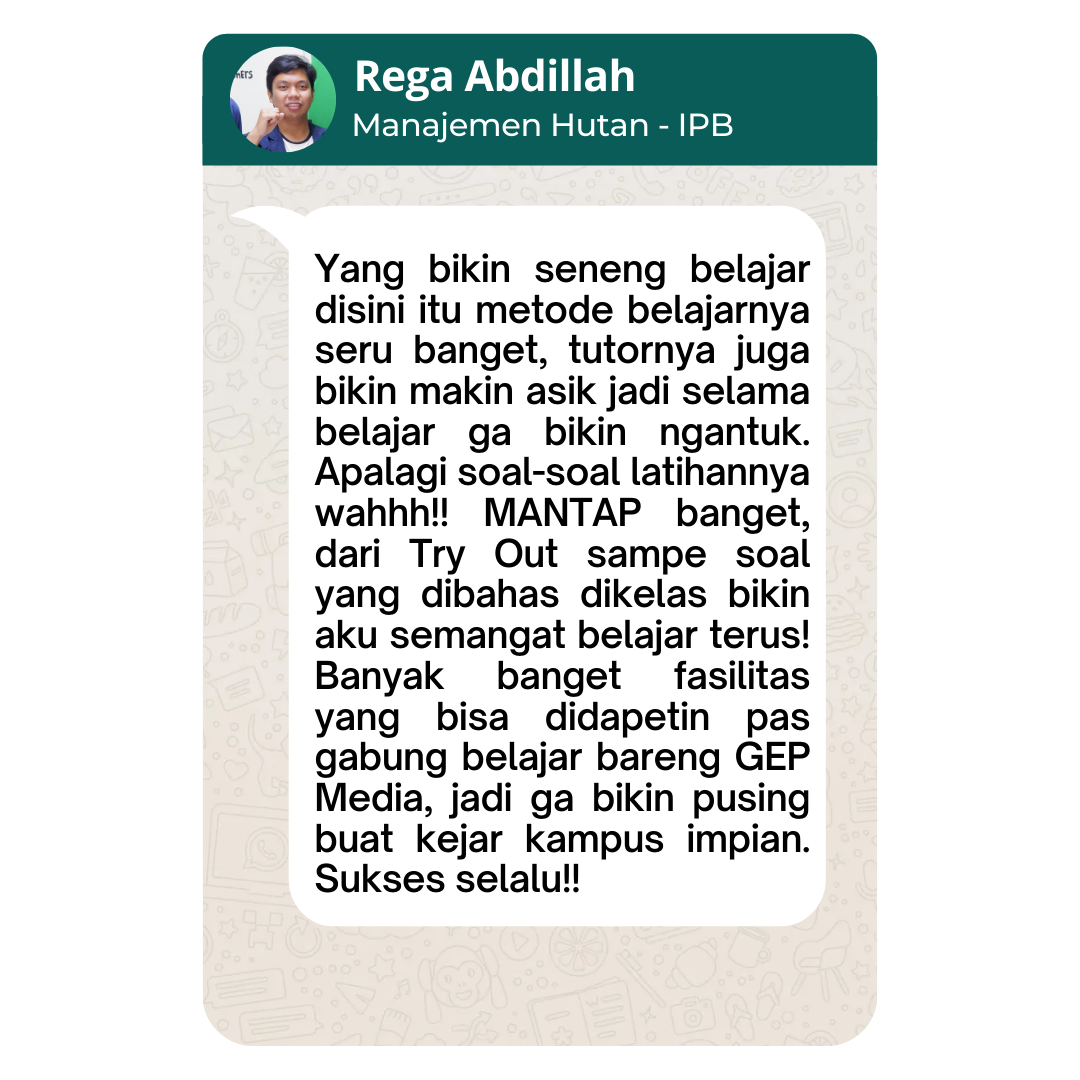 Rega Abdillah
Manajemen Hutan - IPB
Yang bikin seneng belajar
disini itu metode belajarnya
seru banget, tutornya juga
bikin makin asik jadi selama
belajar ga bikin ngantuk.
Apalagi soal-soal latihannya
wahhh!! MANTAP banget,
dari Try Out sampe soal
yang dibahas dikelas bikin
aku semangat belajar terus!
Banyak banget fasilitas
yang bisa didapetin pas
gabung belajar bareng GEP
Media, jadi ga bikin pusing
buat kejar kampus impian.
Sukses selalu!!